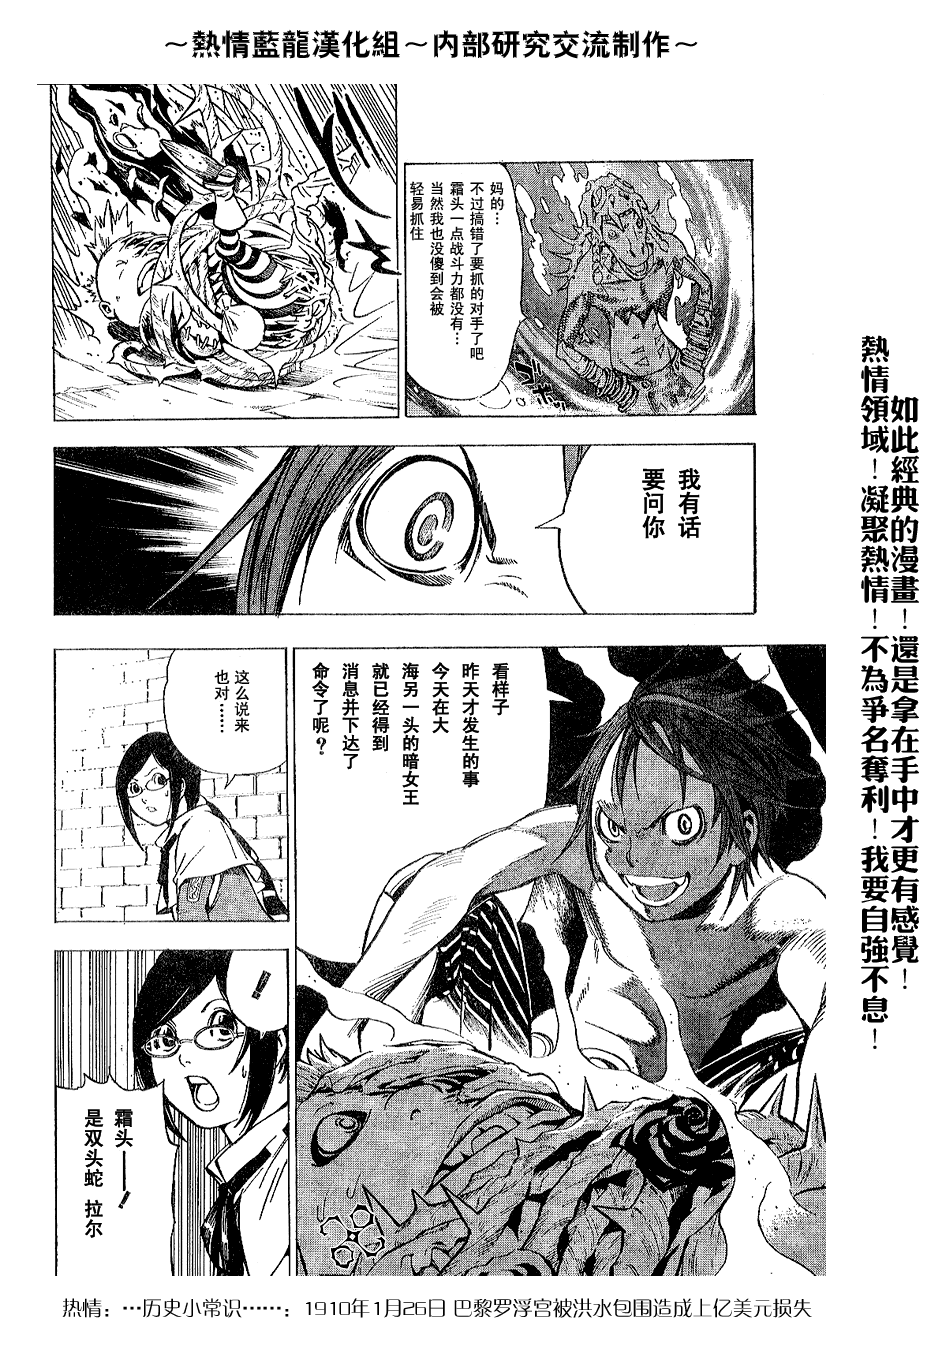 ～熱情藍龍漢化組～内部研究交流制作～
妈的…
不过搞错了要抓的对手了吧
霜头一点战斗力都没有…
当然我也没傻到会被
轻易抓住
我有话
要问你
看样子
昨天才发生的事
今天在大
海另一头的暗女王
就已经得到
消息并下达了
命令了呢？
这么说来
也对……
！
霜头——！
是双头蛇 拉尔
如此經典的漫畫！還是拿在手中才更有感覺！
熱情領域！凝聚熱情！不為爭名奪利！我要自強不息！
热情：…历史小常识……：1910年1月26日 巴黎罗浮宫被洪水包围造成上亿美元损失